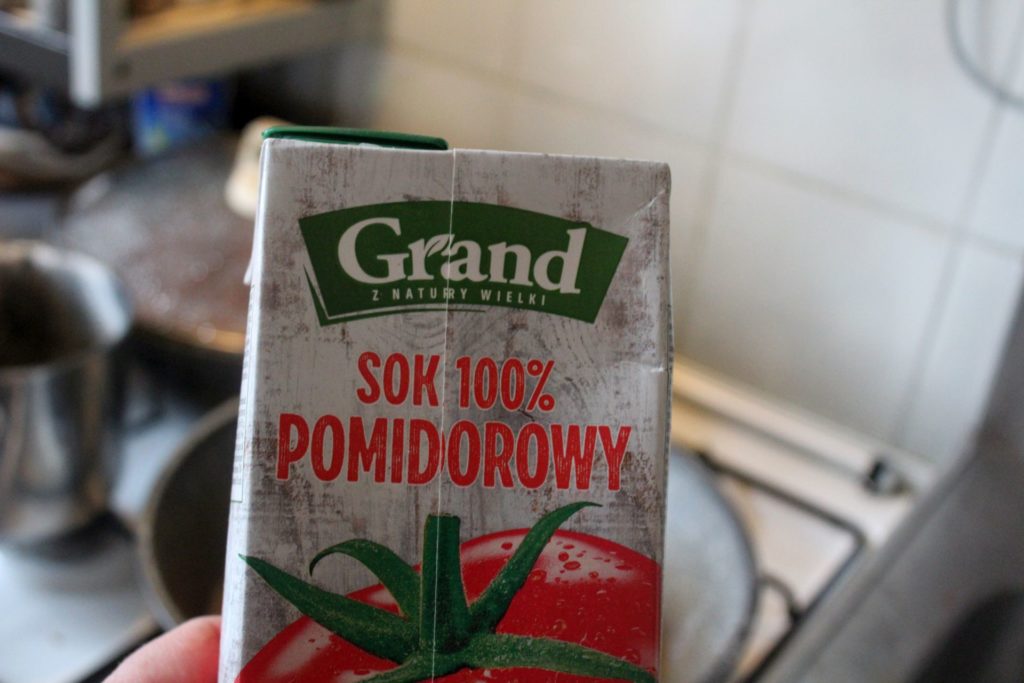 Grand
Z NATURY WIELKI
SOK 100%
POMIDOROWY